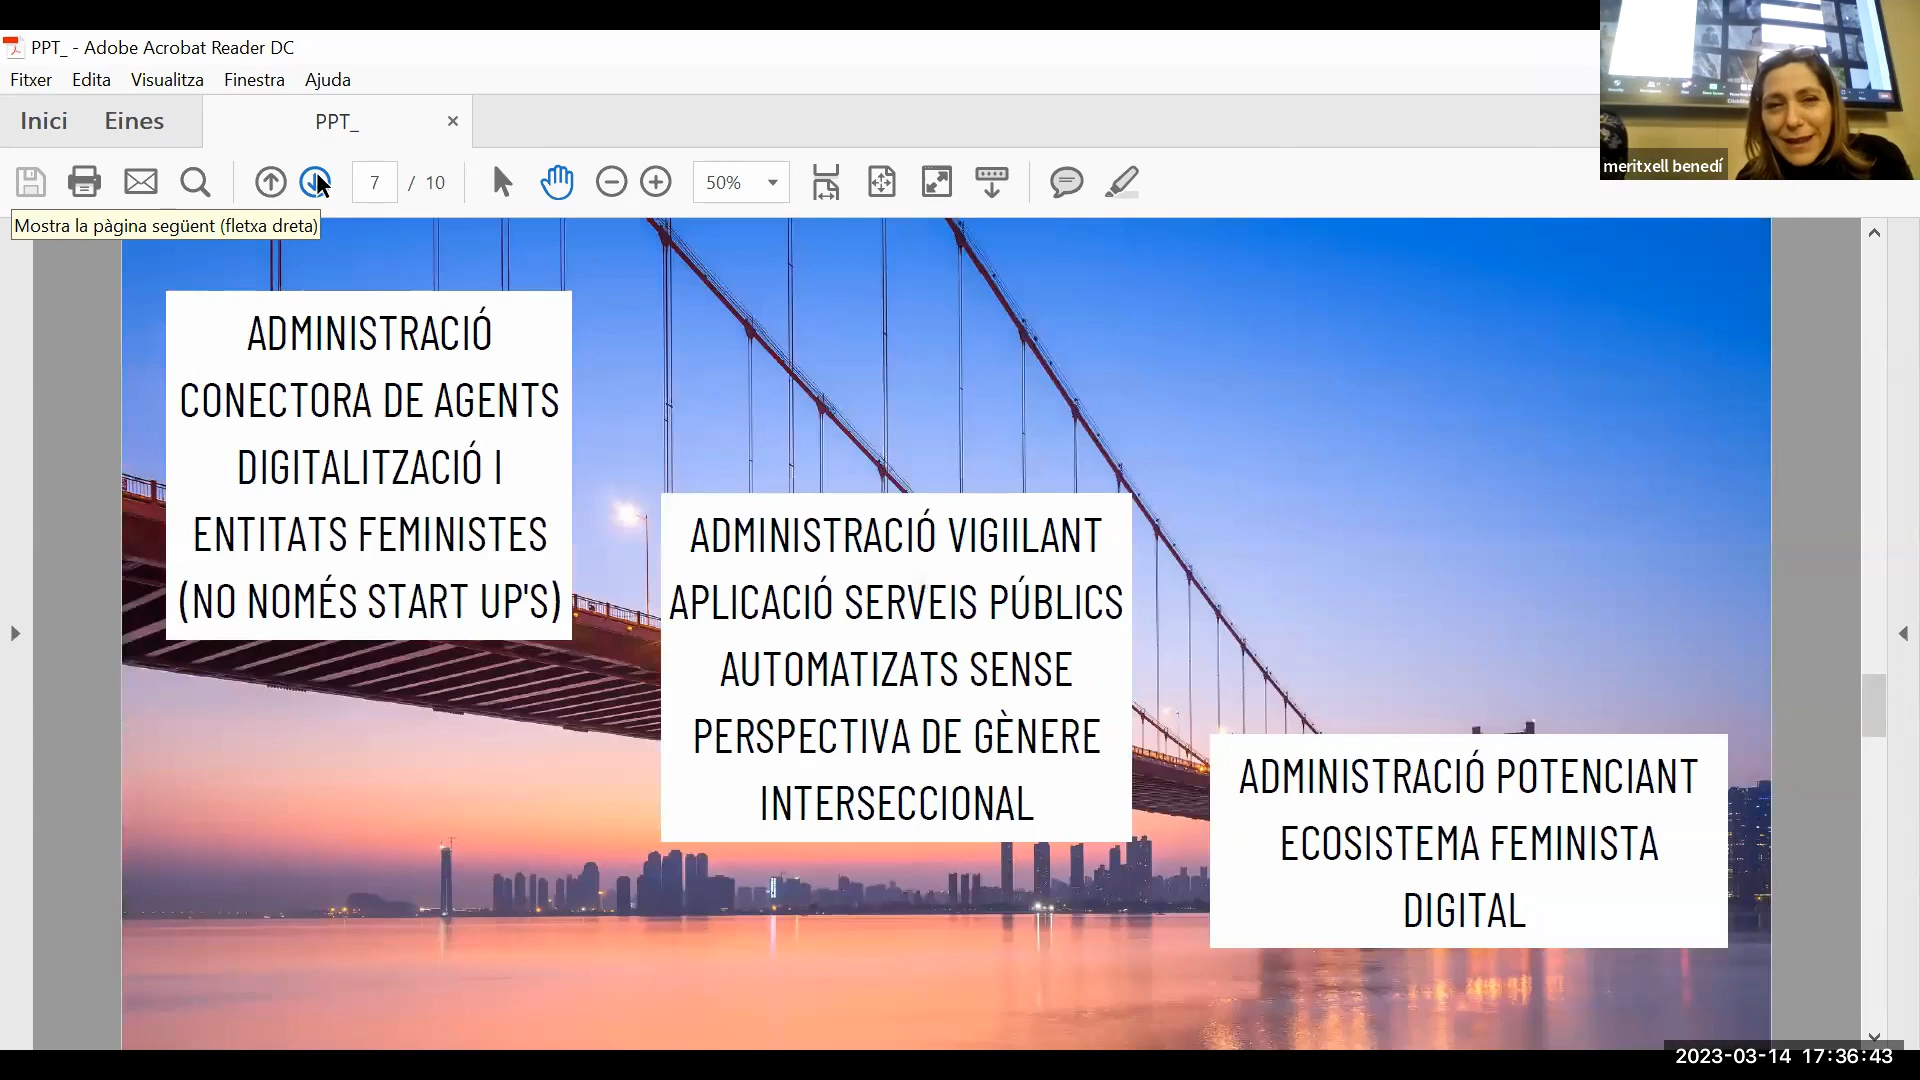 PPT_ - Adobe Acrobat Reader DC
Fitxer Edita Visualitza Finestra Ajuda
Inici Eines PPT_ ×
7 / 10 50%
Mostra la pàgina següent (fletxa dreta)
meritxell benedí
ADMINISTRACIÓ
CONECTORA DE AGENTS
DIGITALITZACIÓ I
ENTITATS FEMINISTES
(NO NOMÉS START UP'S)
ADMINISTRACIÓ VIGIILANT
APLICACIÓ SERVEIS PÚBLICS
AUTOMATIZATS SENSE
PERSPECTIVA DE GÈNERE
INTERSECCIONAL
ADMINISTRACIÓ POTENCIANT
ECOSISTEMA FEMINISTA
DIGITAL
2023-03-14 17:36:43